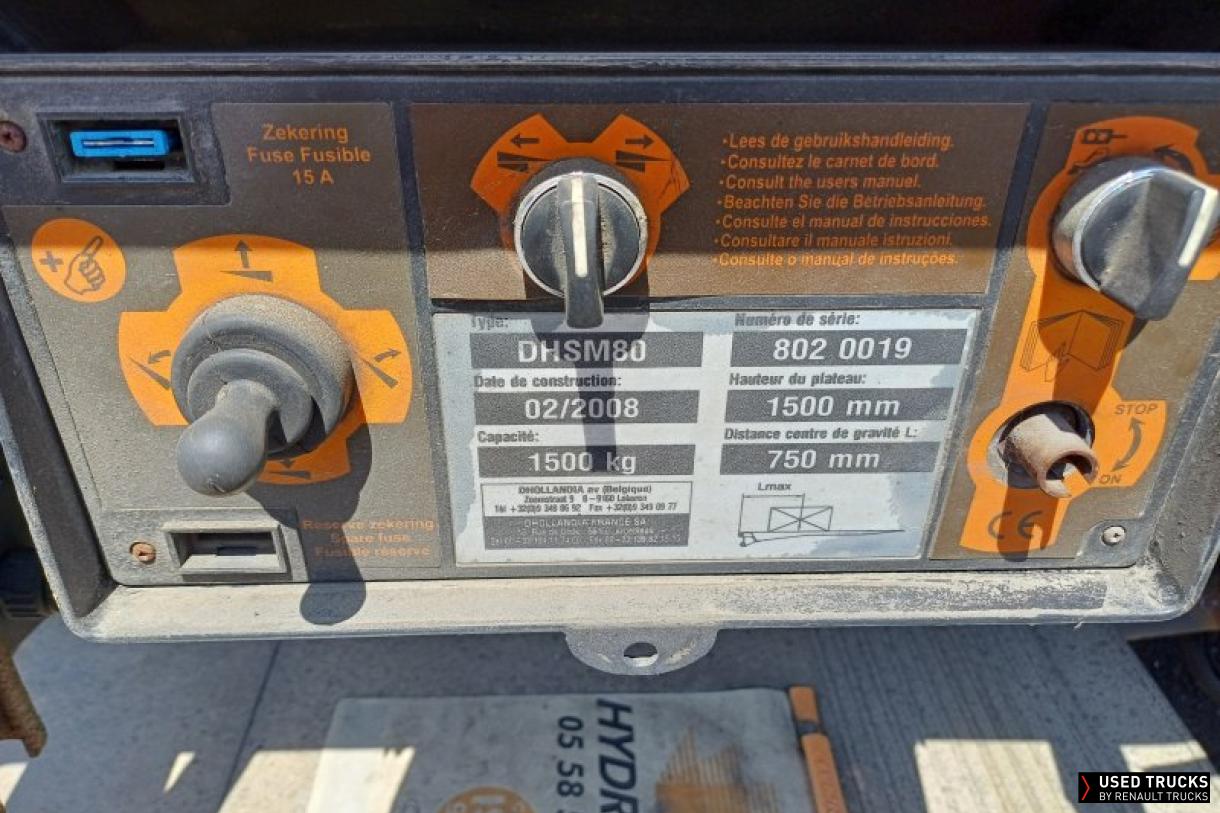 Zekering
Fuse Fusible
15 A
•Lees de gebruikshandleiding.
•Consultez le carnet de bord.
•Consult the users manuel.
•Beachten Sie die Betriebsanleitung.
•Consulte el manual de instrucciones.
•Consultare il manuale istruzioni.
•Consulte o manual de instruções.
Type:
DHSM80
Numéro de série:
802 0019
Date de construction:
02/2008
Hauteur du plateau:
1500 mm
Capacité:
1500 kg
Distance centre de gravité L:
750 mm
DHOLLANDIA nv (Belgique)
Zoomstraat 9 B-9160 Lokeren
DHOLLANDIA FRANCE SA
Lmax
STOP
ON
CE
Reserve zekering
Spare fuse
Fusible réserve
HYDR
05 58
USED TRUCKS
BY RENAULT TRUCKS